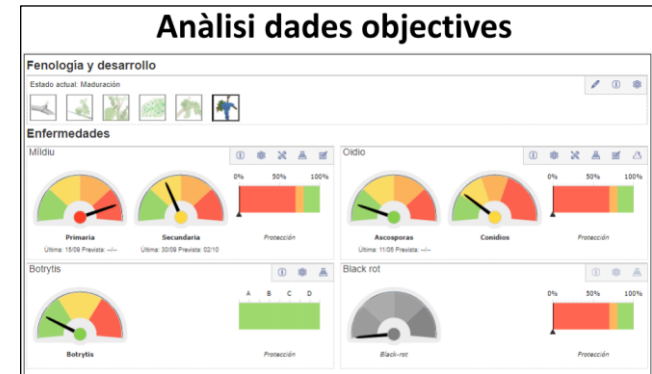 Anàlisi dades objectives
Fenología y desarrollo
Estado actual: Maduración
Enfermedades
Mildiu
0% 50% 100%
Primaria
Secundaria
Protección
Última: 15/09 Prevista: --/--
Última: 30/09 Prevista: 02/10
Oidio
0% 50% 100%
Ascosporas
Conidios
Protección
Última: 11/05 Prevista: --/--
Botrytis
A B C D
Botrytis
Protección
Black rot
0% 50% 100%
Black-rot
Protección